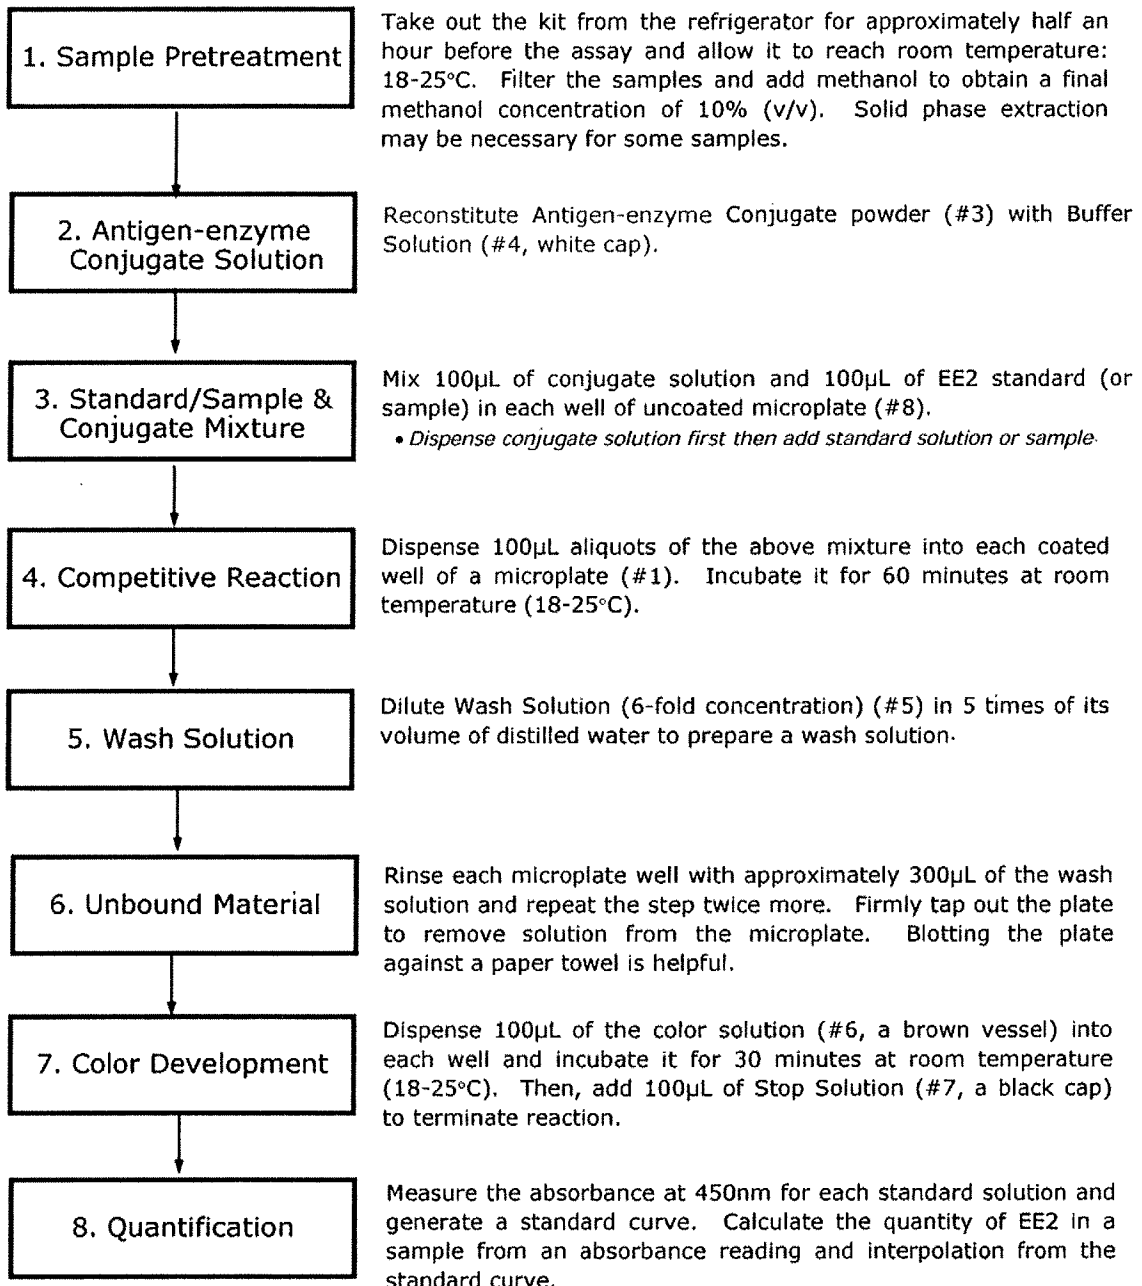 1. Sample Pretreatment
Take out the kit from the refrigerator for approximately half an
hour before the assay and allow it to reach room temperature:
18-25°C. Filter the samples and add methanol to obtain a final
methanol concentration of 10% (v/v). Solid phase extraction
may be necessary for some samples.
2. Antigen-enzyme
Conjugate Solution
Reconstitute Antigen-enzyme Conjugate powder (#3) with Buffer
Solution (#4, white cap).
3. Standard/Sample &
Conjugate Mixture
Mix 100µL of conjugate solution and 100µL of EE2 standard (or
sample) in each well of uncoated microplate (#8).
• Dispense conjugate solution first then add standard solution or sample.
4. Competitive Reaction
Dispense 100µL aliquots of the above mixture into each coated
well of a microplate (#1). Incubate it for 60 minutes at room
temperature (18-25°C).
5. Wash Solution
Dilute Wash Solution (6-fold concentration) (#5) in 5 times of its
volume of distilled water to prepare a wash solution.
6. Unbound Material
Rinse each microplate well with approximately 300µL of the wash
solution and repeat the step twice more. Firmly tap out the plate
to remove solution from the microplate. Blotting the plate
against a paper towel is helpful.
7. Color Development
Dispense 100µL of the color solution (#6, a brown vessel) into
each well and incubate it for 30 minutes at room temperature
(18-25°C). Then, add 100µL of Stop Solution (#7, a black cap)
to terminate reaction.
8. Quantification
Measure the absorbance at 450nm for each standard solution and
generate a standard curve. Calculate the quantity of EE2 in a
sample from an absorbance reading and interpolation from the
standard curve.